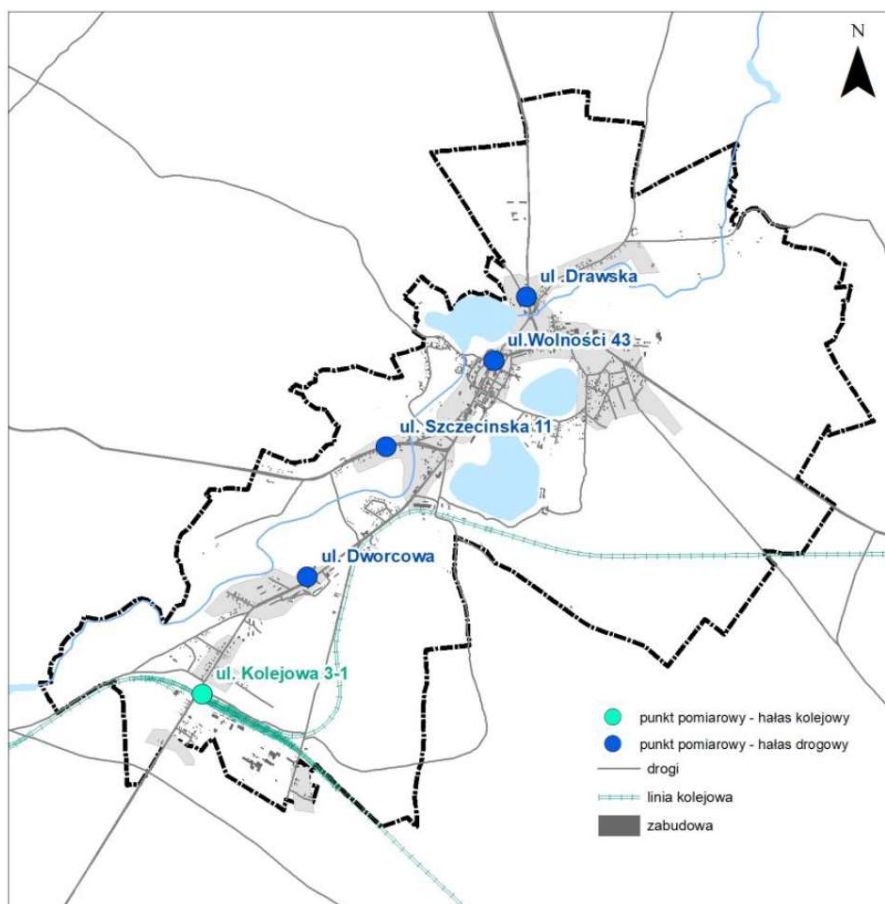 N
ul .Drawska
ul.Wolności 43
ul. Szczecinska 11
ul. Dworcowa
ul. Kolejowa 3-1
punkt pomiarowy - hałas kolejowy
punkt pomiarowy - hałas drogowy
drogi
linia kolejowa
zabudowa